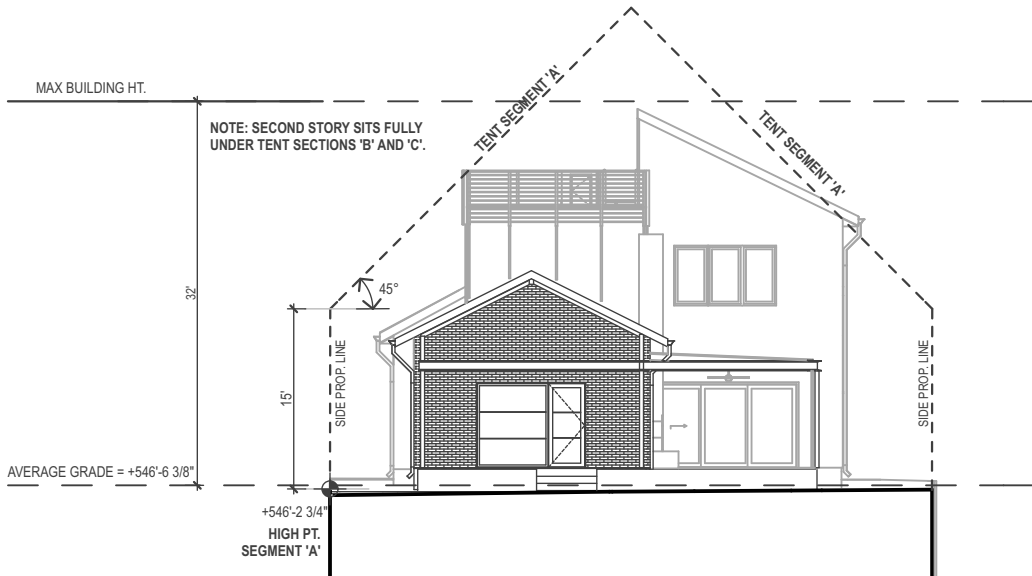 MAX BUILDING HT.
NOTE: SECOND STORY SITS FULLY
UNDER TENT SECTIONS 'B' AND 'C'.
TENT SEGMENT 'A'
TENT SEGMENT 'A'
32'
45°
15'
SIDE PROP. LINE
SIDE PROP. LINE
AVERAGE GRADE = +546'-6 3/8"
+546'-2 3/4"
HIGH PT.
SEGMENT 'A'